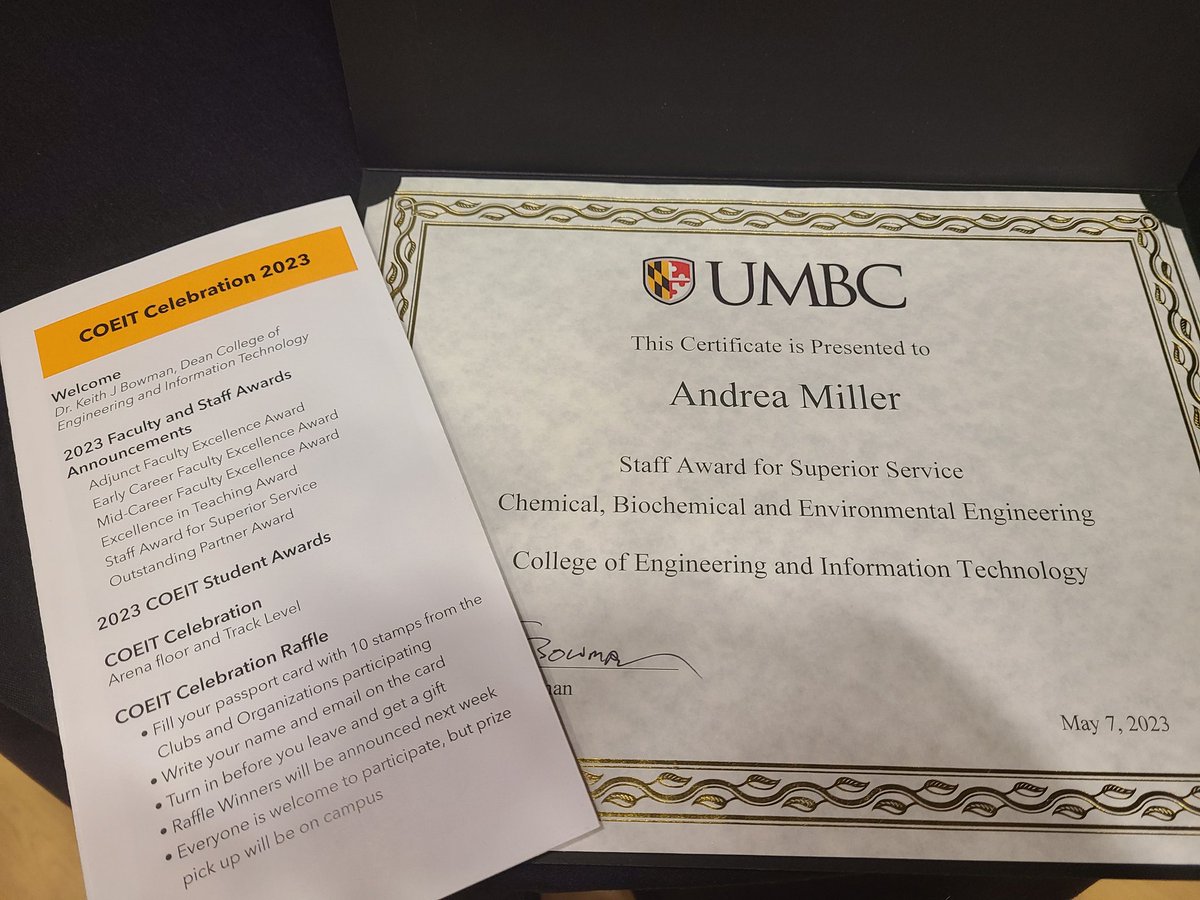 COEIT Celebration 2023
Welcome
Dr. Keith J Bowman, Dean College of
Engineering and Information Technology
2023 Faculty and Staff Awards
Announcements
Adjunct Faculty Excellence Award
Early Career Faculty Excellence Award
Mid-Career Faculty Excellence Award
Excellence in Teaching Award
Staff Award for Superior Service
Outstanding Partner Award
2023 COEIT Student Awards
COEIT Celebration
Arena floor and Track Level
COEIT Celebration Raffle
• Fill your passport card with 10 stamps from the
Clubs and Organizations participating
• Write your name and email on the card
• Turn in before you leave and get a gift
• Raffle Winners will be announced next week
• Everyone is welcome to participate, but prize
pick up will be on campus
UMBC
This Certificate is Presented to
Andrea Miller
Staff Award for Superior Service
Chemical, Biochemical and Environmental Engineering
College of Engineering and Information Technology
Bowman
May 7, 2023